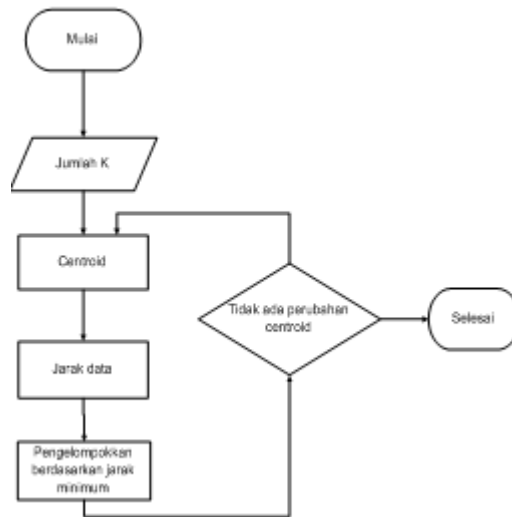 Mulai
Jumlah K
Centroid
Jarak data
Pengelompokkan
berdasarkan jarak
minimum
Tidak ada perubahan
centroid
Selesai